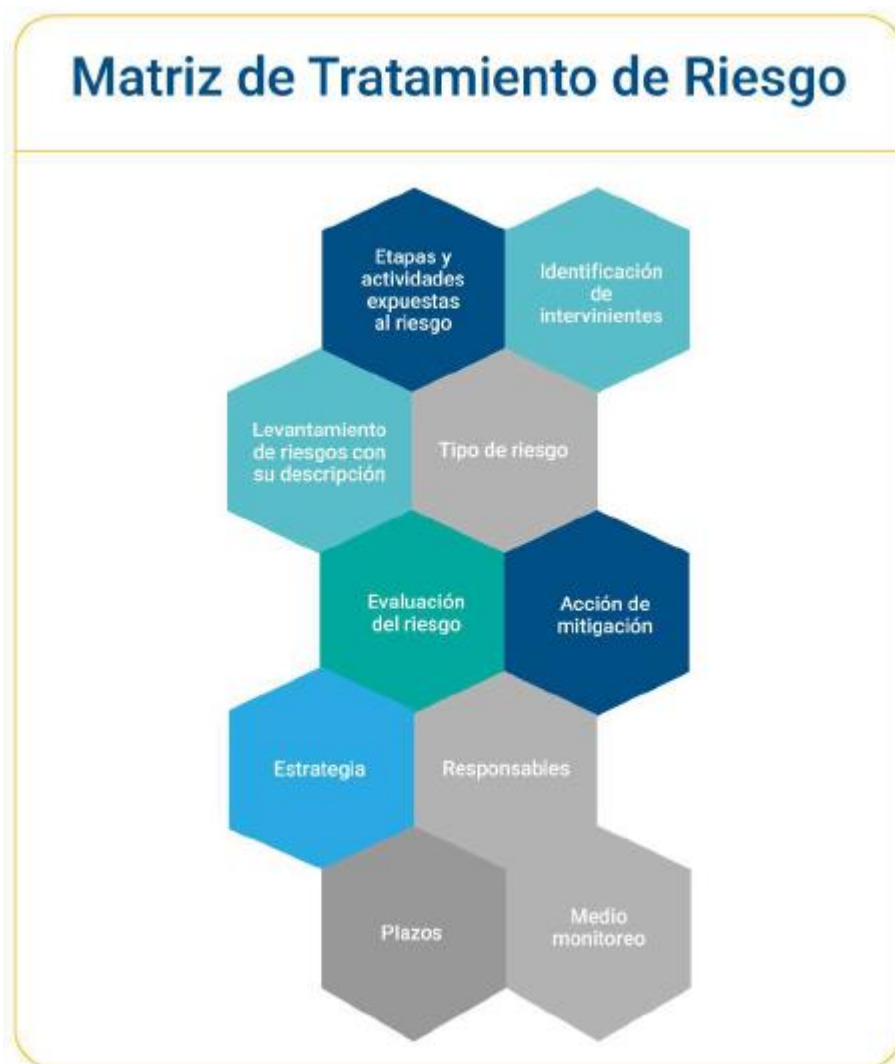 Matriz de Tratamiento de Riesgo
Etapas y
actividades
expuestas
al riesgo
Identificación
de
intervinientes
Levantamiento
de riesgos con
su descripción
Tipo de riesgo
Evaluación
del riesgo
Acción de
mitigación
Estrategia
Responsables
Plazos
Medio
monitoreo